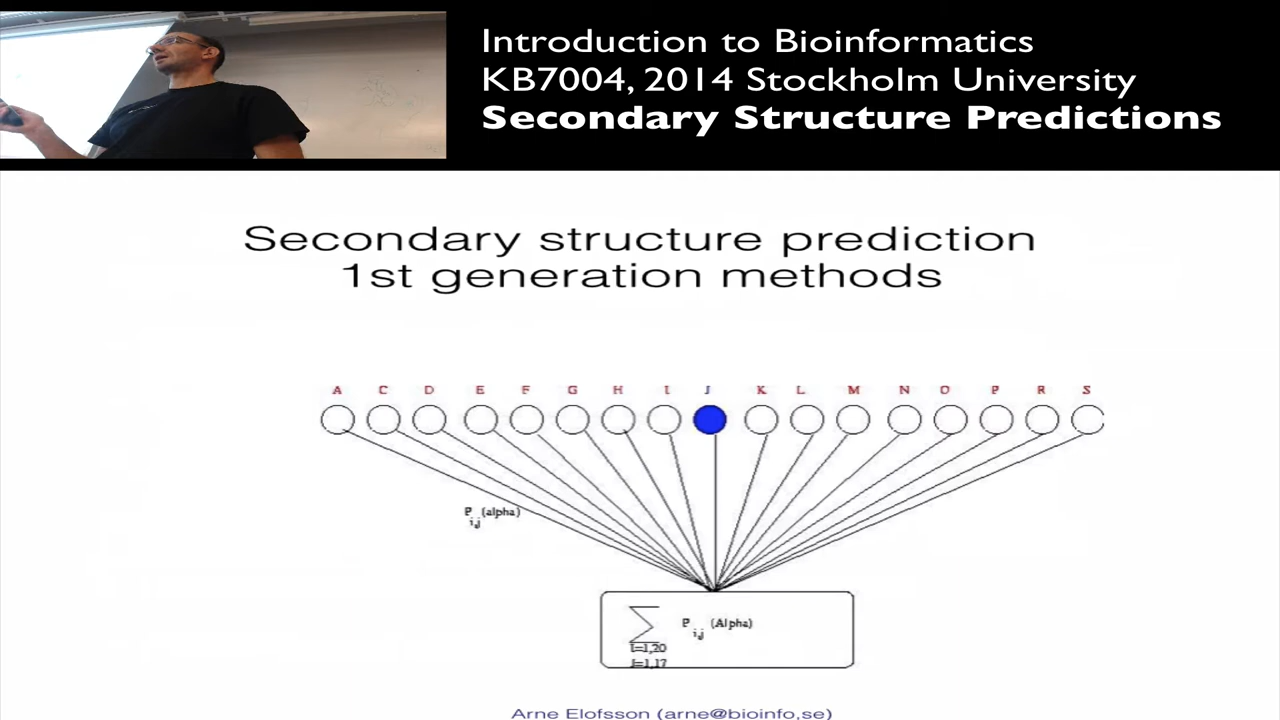 Introduction to Bioinformatics
KB7004, 2014 Stockholm University
Secondary Structure Predictions
Secondary structure prediction
1st generation methods
A C D E F G H I J K L M N O P R S
P i,j (alpha)
∑ P i,j (Alpha)
I=1,20
J=1,17
Arne Elofsson (arne@bioinfo,se)